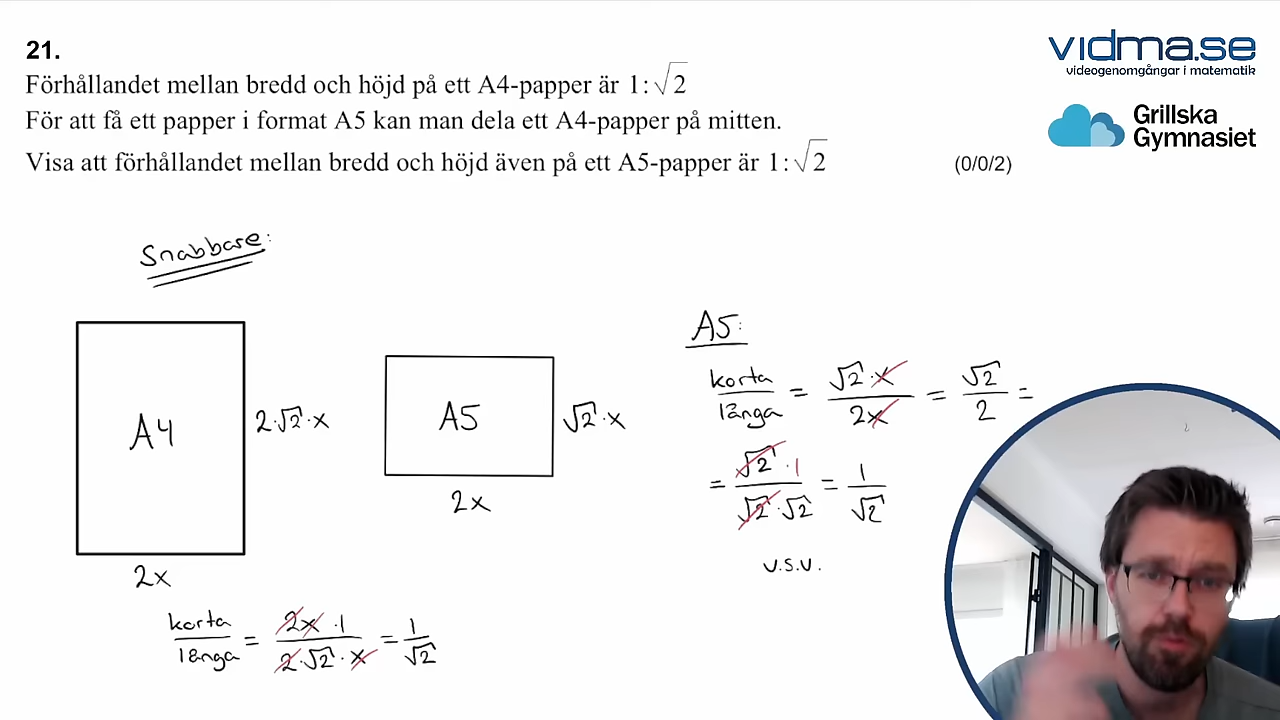 21.
Förhållandet mellan bredd och höjd på ett A4-papper är 1:√2
För att få ett papper i format A5 kan man dela ett A4-papper på mitten.
Visa att förhållandet mellan bredd och höjd även på ett A5-papper är 1:√2 (0/0/2)
vidma.se
videogenomgångar i matematik
Grillska
Gymnasiet
Snabbare:
A4
2·√2·x
2x
korta/långa = 2x·1/2·√2·x = 1/√2
A5
√2·x
2x
A5:
korta/långa = √2·x/2x = √2/2 =
= √2·1/√2·√2 = 1/√2
v.s.v.